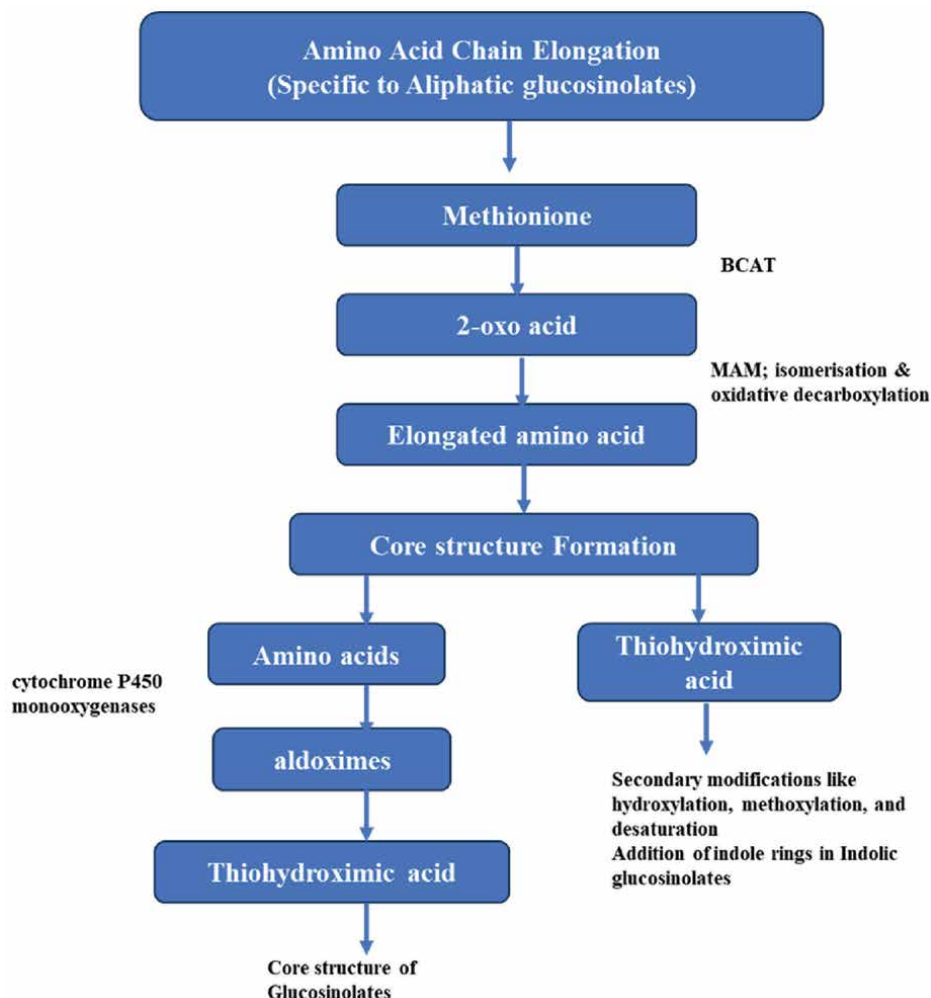 Amino Acid Chain Elongation
(Specific to Aliphatic glucosinolates)
Methionione
BCAT
2-oxo acid
MAM; isomerisation &
oxidative decarboxylation
Elongated amino acid
Core structure Formation
Amino acids
cytochrome P450
monooxygenases
aldoximes
Thiohydroximic acid
Core structure of
Glucosinolates
Thiohydroximic
acid
Secondary modifications like
hydroxylation, methoxylation, and
desaturation
Addition of indole rings in Indolic
glucosinolates